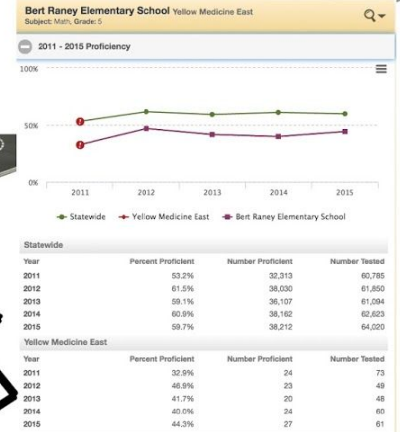 Bert Raney Elementary School Yellow Medicine East
Subject: Math, Grade: 5
2011 - 2015 Proficiency
100%
50%
0%
2011 2012 2013 2014 2015
Statewide Yellow Medicine East Bert Raney Elementary School
Statewide
Year Percent Proficient Number Proficient Number Tested
2011 53.2% 32,313 60,785
2012 61.5% 38,030 61,850
2013 59.1% 36,107 61,094
2014 60.9% 38,162 62,623
2015 59.7% 38,212 64,020
Yellow Medicine East
Year Percent Proficient Number Proficient Number Tested
2011 32.9% 24 73
2012 46.9% 23 49
2013 41.7% 20 48
2014 40.0% 24 60
2015 44.3% 27 61